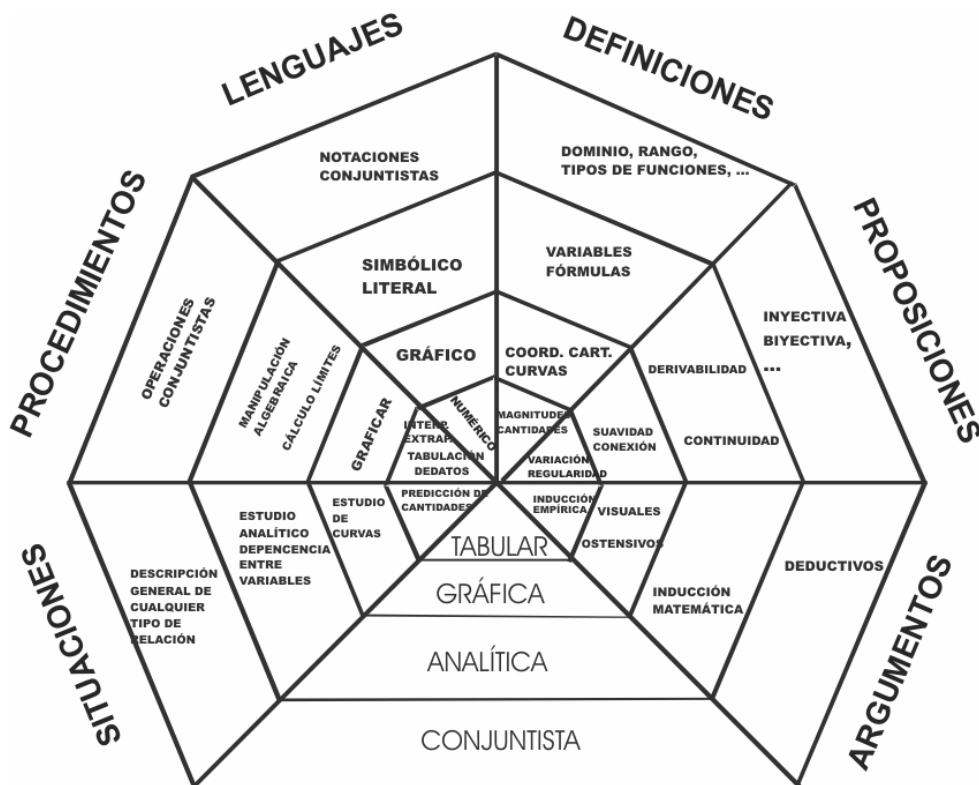 LENGUAJES
DEFINICIONES
PROCEDIMIENTOS
PROPOSICIONES
SITUACIONES
ARGUMENTOS
NOTACIONES
CONJUNTISTAS
DOMINIO, RANGO,
TIPOS DE FUNCIONES, ...
SIMBÓLICO
LITERAL
VARIABLES
FÓRMULAS
GRÁFICO
COORD. CART.
CURVAS
NUMÉRICO
MAGNITUDES
CANTIDADES
OPERACIONES
CONJUNTISTAS
MANIPULACIÓN
ALGEBRAICA
CÁLCULO LÍMITES
GRAFICAR
INTERP.
EXTRAP.
TABULACIÓN
DEDATOS
VARIACIÓN
REGULARIDAD
SUAVIDAD
CONEXIÓN
DERIVABILIDAD
CONTINUIDAD
INYECTIVA
BIYECTIVA,
...
DESCRIPCIÓN
GENERAL DE
CUALQUIER
TIPO DE
RELACIÓN
ESTUDIO
ANALÍTICO
DEPENCENCIA
ENTRE
VARIABLES
ESTUDIO
DE
CURVAS
PREDICCIÓN DE
CANTIDADES
INDUCCIÓN
EMPÍRICA
VISUALES
OSTENSIVOS
INDUCCIÓN
MATEMÁTICA
DEDUCTIVOS
TABULAR
GRÁFICA
ANALÍTICA
CONJUNTISTA